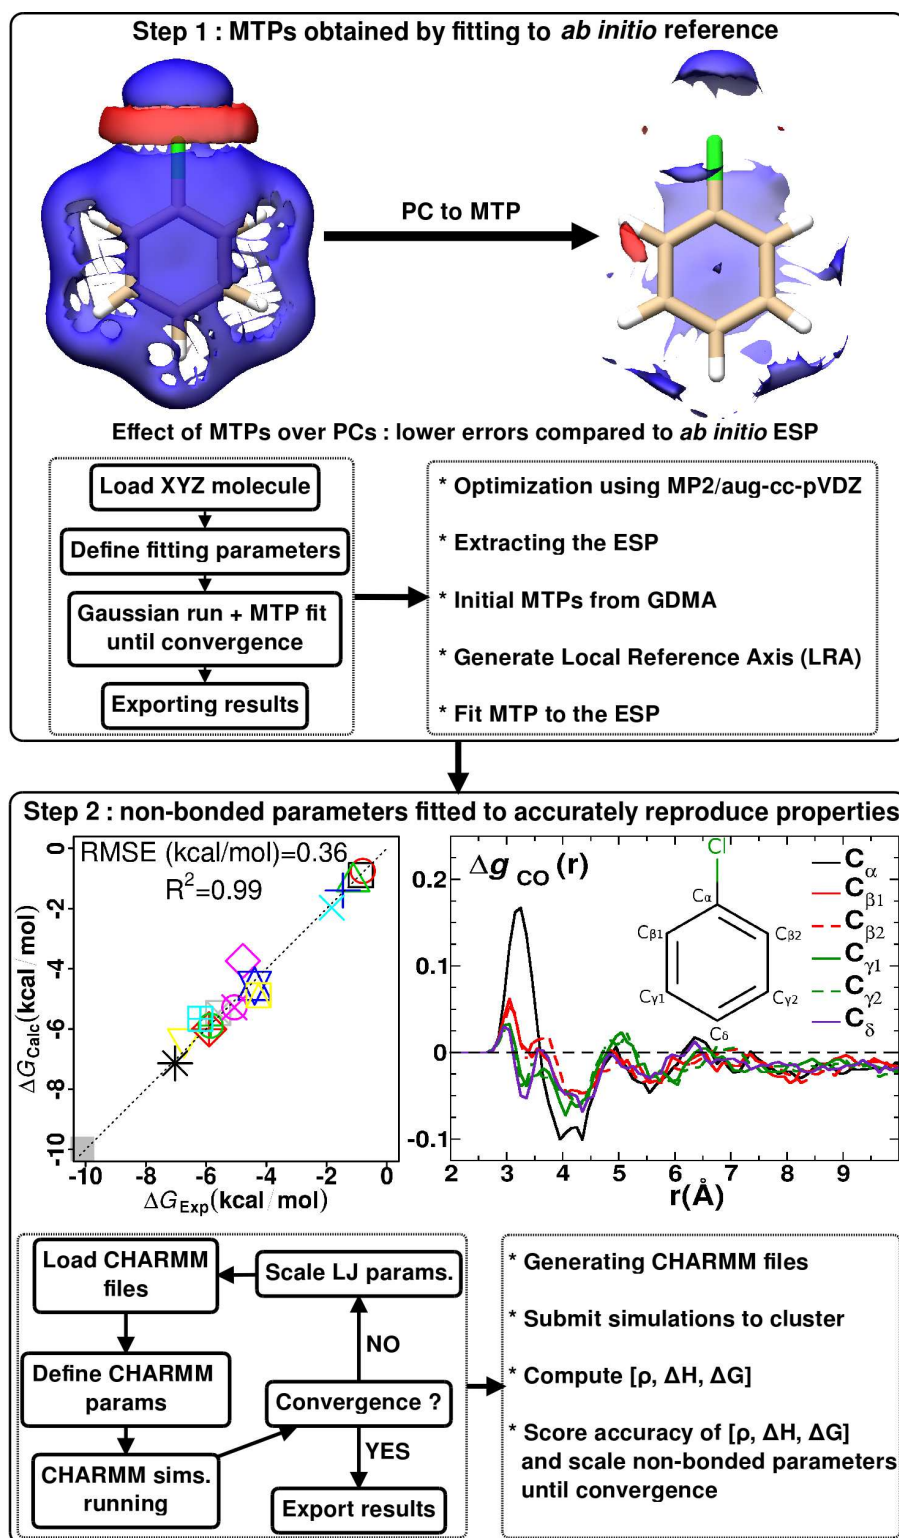 Step 1 : MTPs obtained by fitting to ab initio reference
PC to MTP
Effect of MTPs over PCs : lower errors compared to ab initio ESP
Load XYZ molecule
Define fitting parameters
Gaussian run + MTP fit
until convergence
Exporting results
* Optimization using MP2/aug-cc-pVDZ
* Extracting the ESP
* Initial MTPs from GDMA
* Generate Local Reference Axis (LRA)
* Fit MTP to the ESP
Step 2 : non-bonded parameters fitted to accurately reproduce properties
RMSE (kcal/mol)=0.36
R²=0.99
ΔG_Calc(kcal/mol)
0
-2
-4
-6
-8
-10
-10 -8 -6 -4 -2 0
ΔG_Exp(kcal/mol)
Δg_CO(r)
0.2
0.1
0
-0.1
2 3 4 5 6 7 8 9
r(Å)
Cl
Cα
Cβ1
Cβ2
Cγ1
Cγ2
Cδ
Cα
Cβ1
Cβ2
Cγ1
Cγ2
Cδ
Load CHARMM
files
Scale LJ params.
NO
Define CHARMM
params
Convergence ?
YES
CHARMM sims.
running
Export results
* Generating CHARMM files
* Submit simulations to cluster
* Compute [ρ, ΔH, ΔG]
* Score accuracy of [ρ, ΔH, ΔG]
and scale non-bonded parameters
until convergence